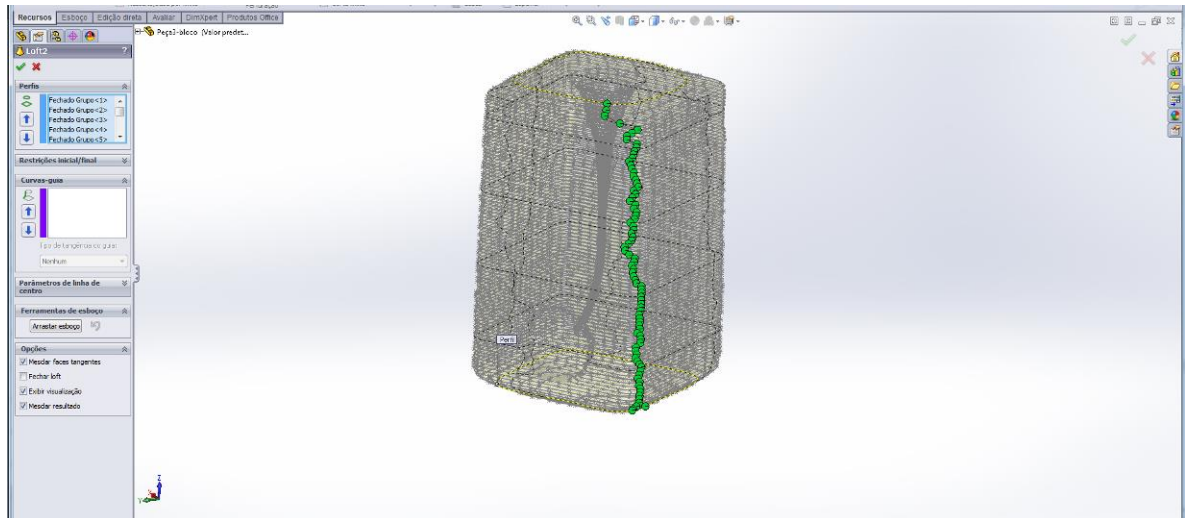 Recursos Esboço Edição direta Avaliar DimXpert Produtos Office
Peça3-bloco (Valor predet...
Loft2 ?
Perfis
Fechado Grupo<1>
Fechado Grupo<2>
Fechado Grupo<3>
Fechado Grupo<4>
Fechado Grupo<5>
Restrições inicial/final
Curvas-guia
Tipo de tangência da guia:
Nenhum
Parâmetros de linha de
centro
Ferramentas de esboço
Arrastar esboço
Opções
Mesclar faces tangentes
Fechar loft
Exibir visualização
Mesclar resultado
Perfil
Z
Y